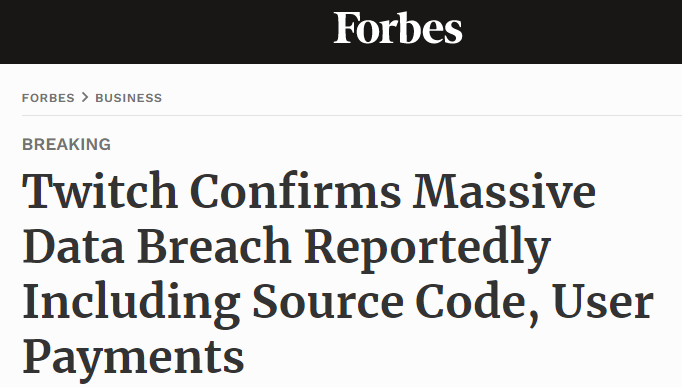 Forbes
FORBES > BUSINESS
BREAKING
Twitch Confirms Massive
Data Breach Reportedly
Including Source Code, User
Payments